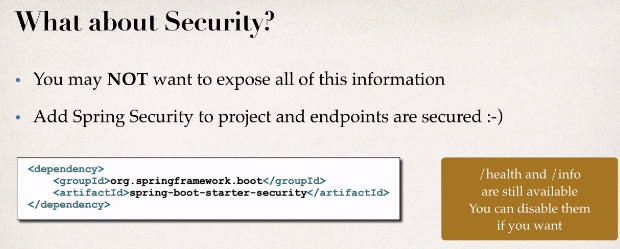 What about Security?
• You may NOT want to expose all of this information
• Add Spring Security to project and endpoints are secured :-)
<dependency>
    <groupId>org.springframework.boot</groupId>
    <artifactId>spring-boot-starter-security</artifactId>
</dependency>
/health and /info
are still available
You can disable them
if you want